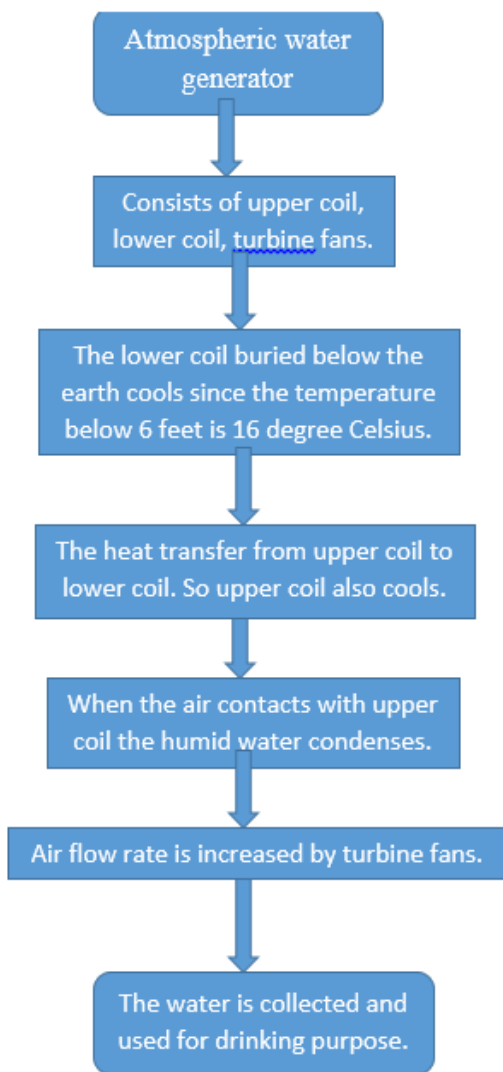 Atmospheric water
generator
Consists of upper coil,
lower coil, turbine fans.
The lower coil buried below the
earth cools since the temperature
below 6 feet is 16 degree Celsius.
The heat transfer from upper coil to
lower coil. So upper coil also cools.
When the air contacts with upper
coil the humid water condenses.
Air flow rate is increased by turbine fans.
The water is collected and
used for drinking purpose.